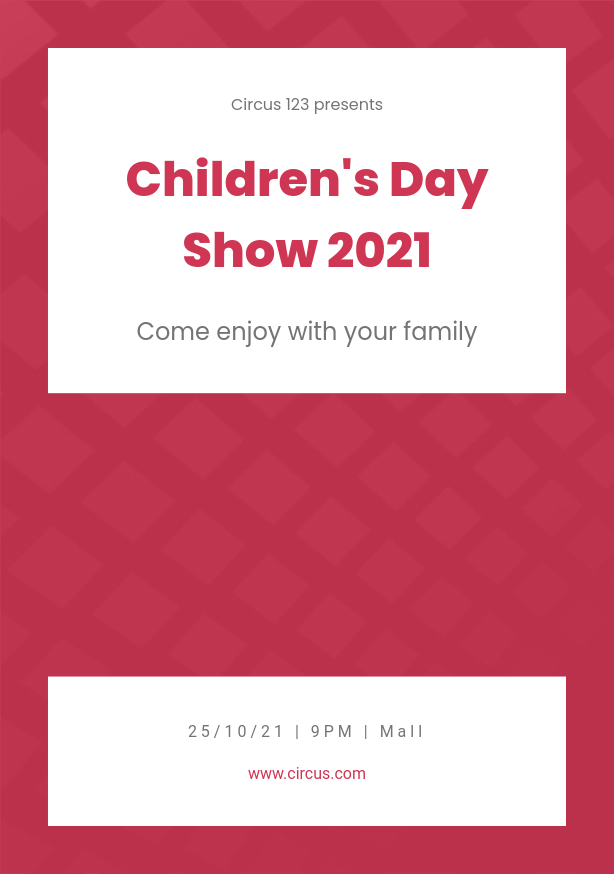 Circus 123 presents
Children's Day
Show 2021
Come enjoy with your family
25/10/21 | 9PM | Mall
www.circus.com